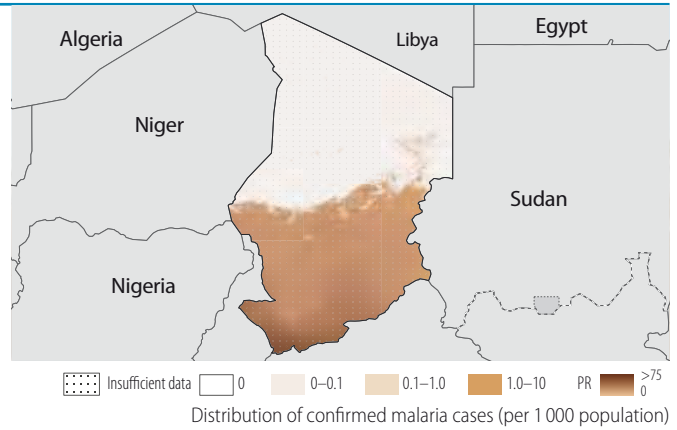 Algeria
Libya
Egypt
Niger
Sudan
Nigeria
Insufficient data 0 0–0.1 0.1–1.0 1.0–10 PR >75
0
Distribution of confirmed malaria cases (per 1 000 population)